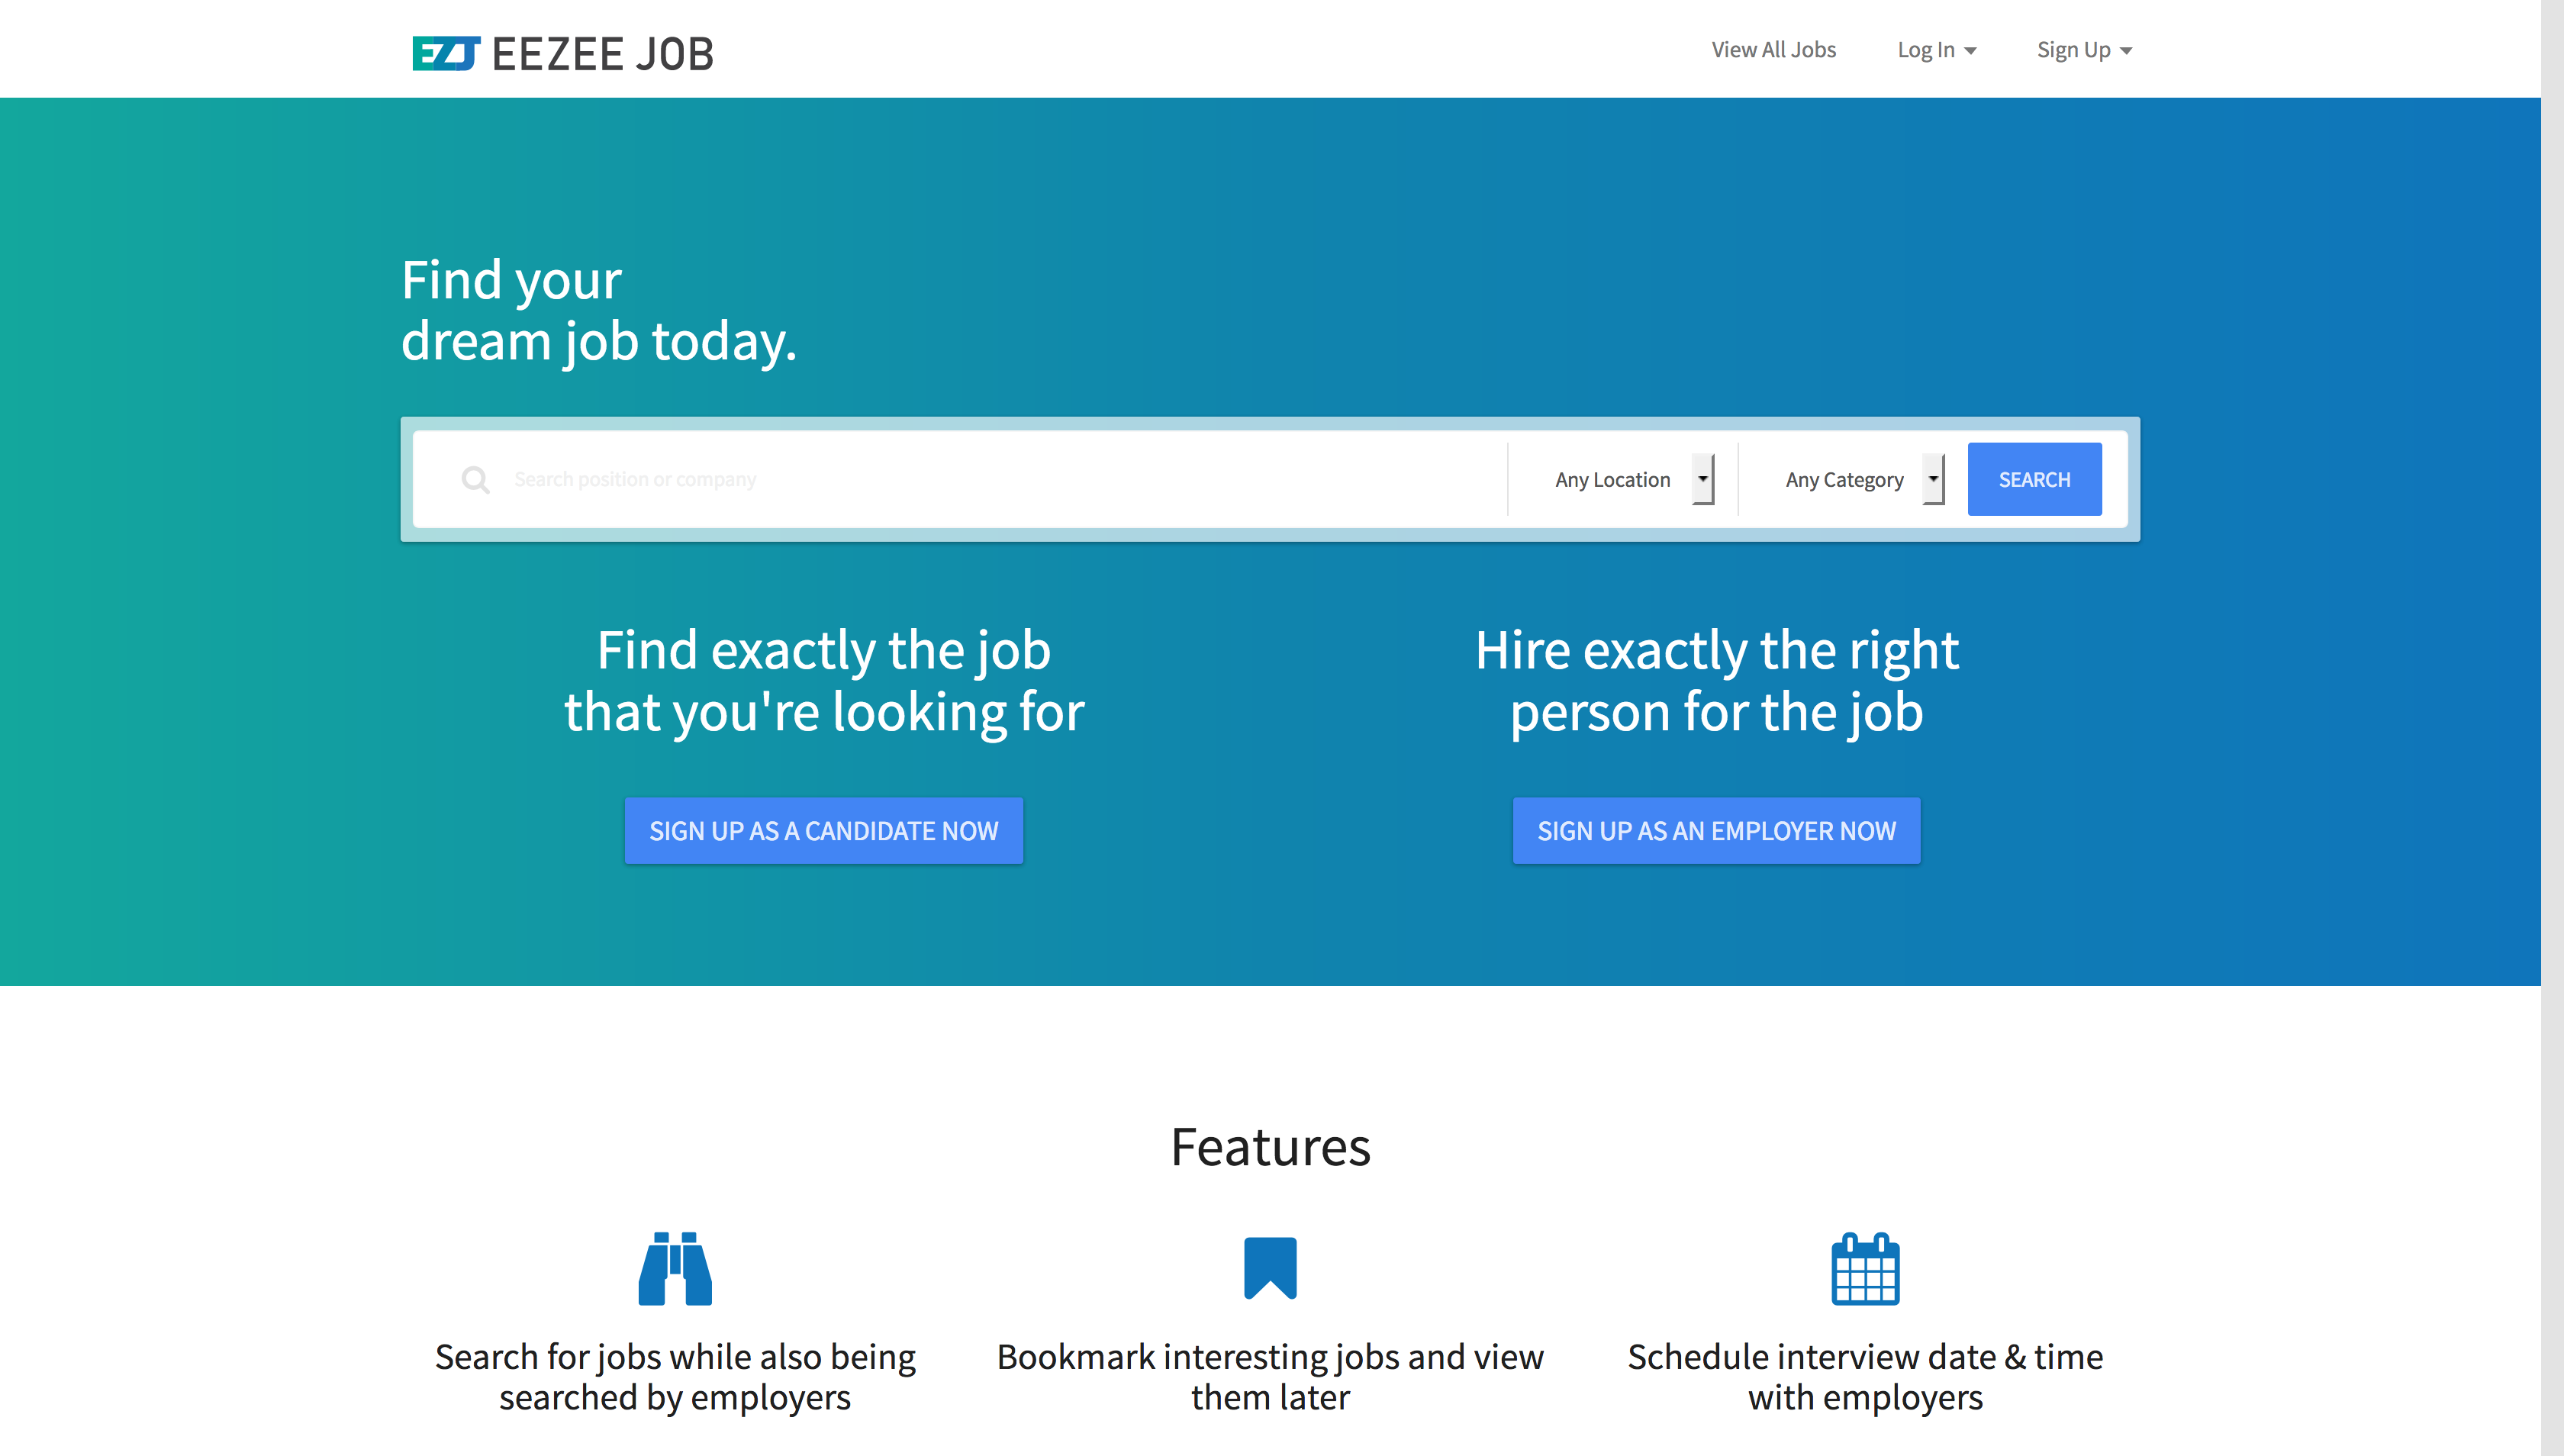 EZJ EEZEE JOB
View All Jobs
Log In
Sign Up
Find your
dream job today.
Search position or company
Any Location
Any Category
SEARCH
Find exactly the job
that you're looking for
SIGN UP AS A CANDIDATE NOW
Hire exactly the right
person for the job
SIGN UP AS AN EMPLOYER NOW
Features
Search for jobs while also being
searched by employers
Bookmark interesting jobs and view
them later
Schedule interview date & time
with employers